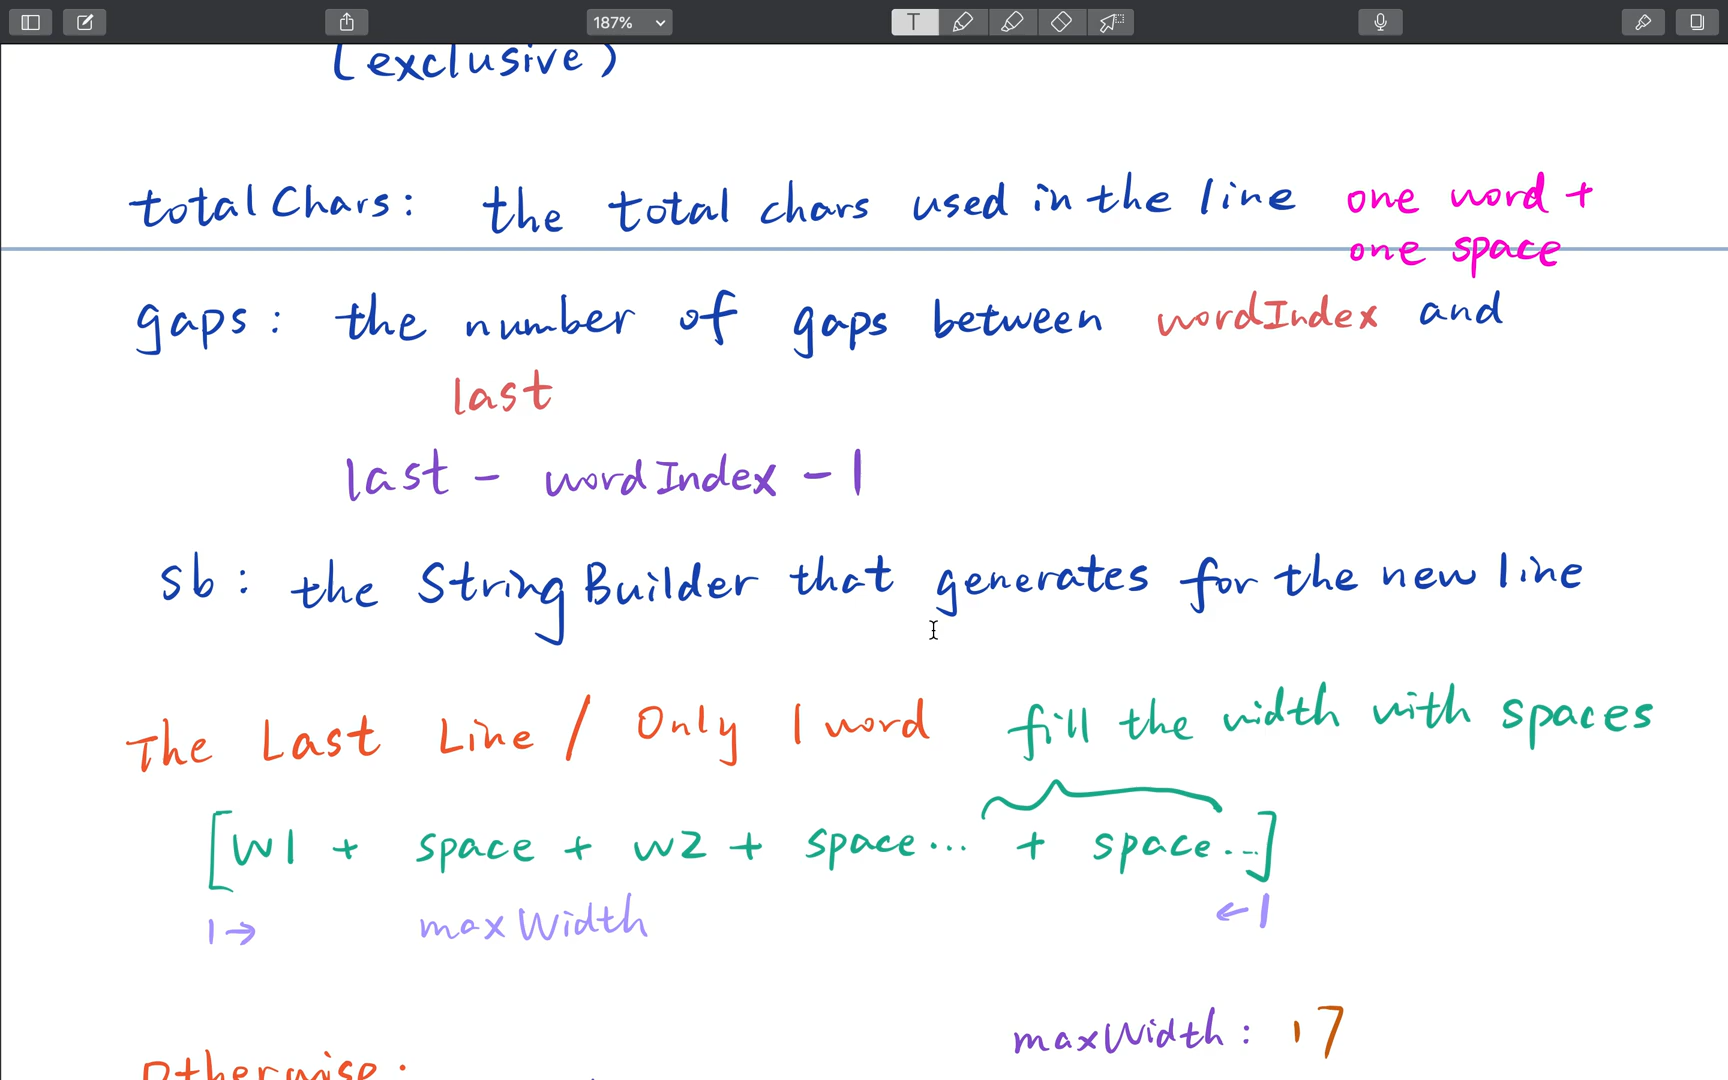 187%
T
(exclusive)
totalChars: the total chars used in the line one word +
one space
gaps: the number of gaps between wordIndex and
last
last - wordIndex - 1
sb: the StringBuilder that generates for the new line
The Last Line / Only 1 word fill the width with spaces
[w1 + space + w2 + space... + space...]
1→ maxWidth ←1
maxWidth: 17
Otherwise: